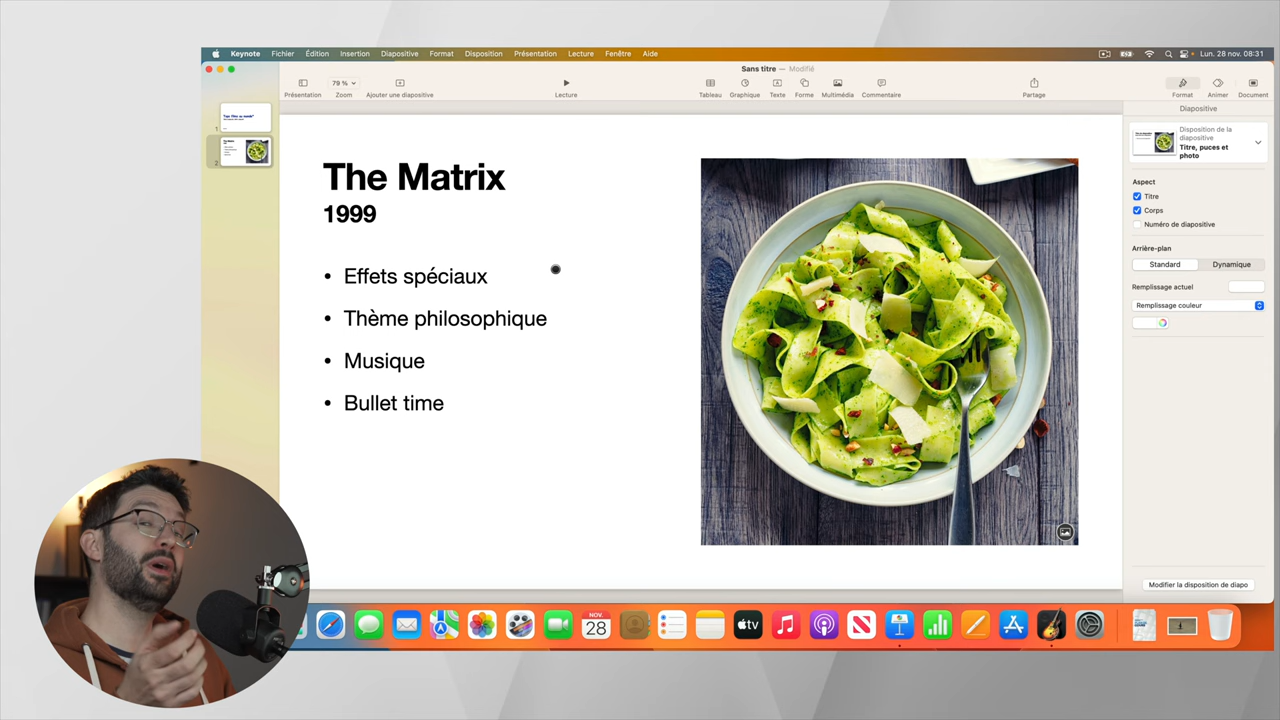 Keynote Fichier Édition Insertion Diapositive Format Disposition Présentation Lecture Fenêtre Aide
Lun. 28 nov. 08:31
Sans titre — Modifié
79 %
Présentation Zoom Ajouter une diapositive Lecture Tableau Graphique Texte Forme Multimédia Commentaire Partage Format Animer Document
1
2
The Matrix
1999
• Effets spéciaux
• Thème philosophique
• Musique
• Bullet time
Diapositive
Disposition de la
diapositive
Titre, puces et
photo
Aspect
Titre
Corps
Numéro de diapositive
Arrière-plan
Standard Dynamique
Remplissage actuel
Remplissage couleur
Modifier la disposition de diapo
NOV.
28
tv